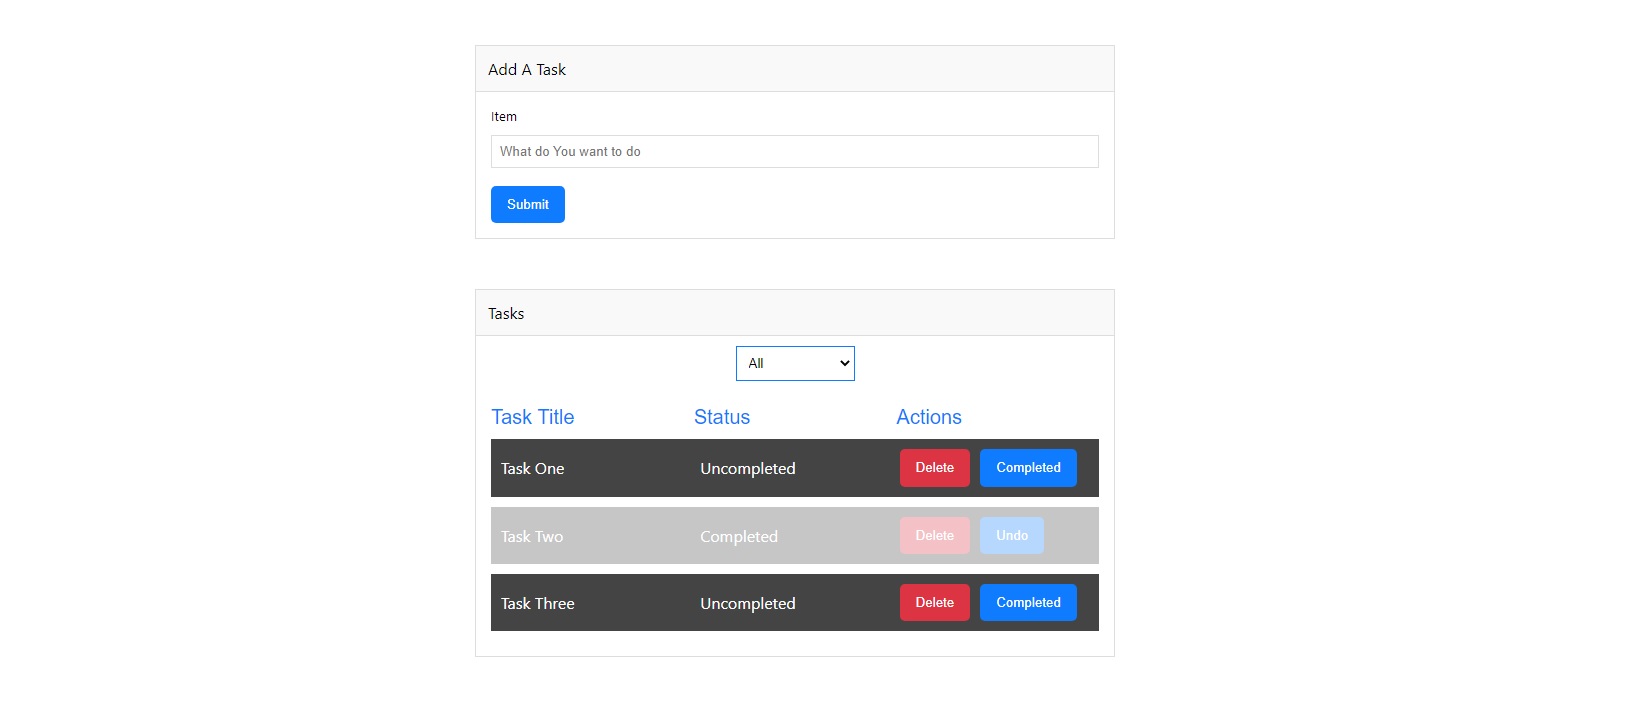 Add A Task
Item
What do You want to do
Submit
Tasks
All
Task Title Status Actions
Task One Uncompleted Delete Completed
Task Two Completed Delete Undo
Task Three Uncompleted Delete Completed